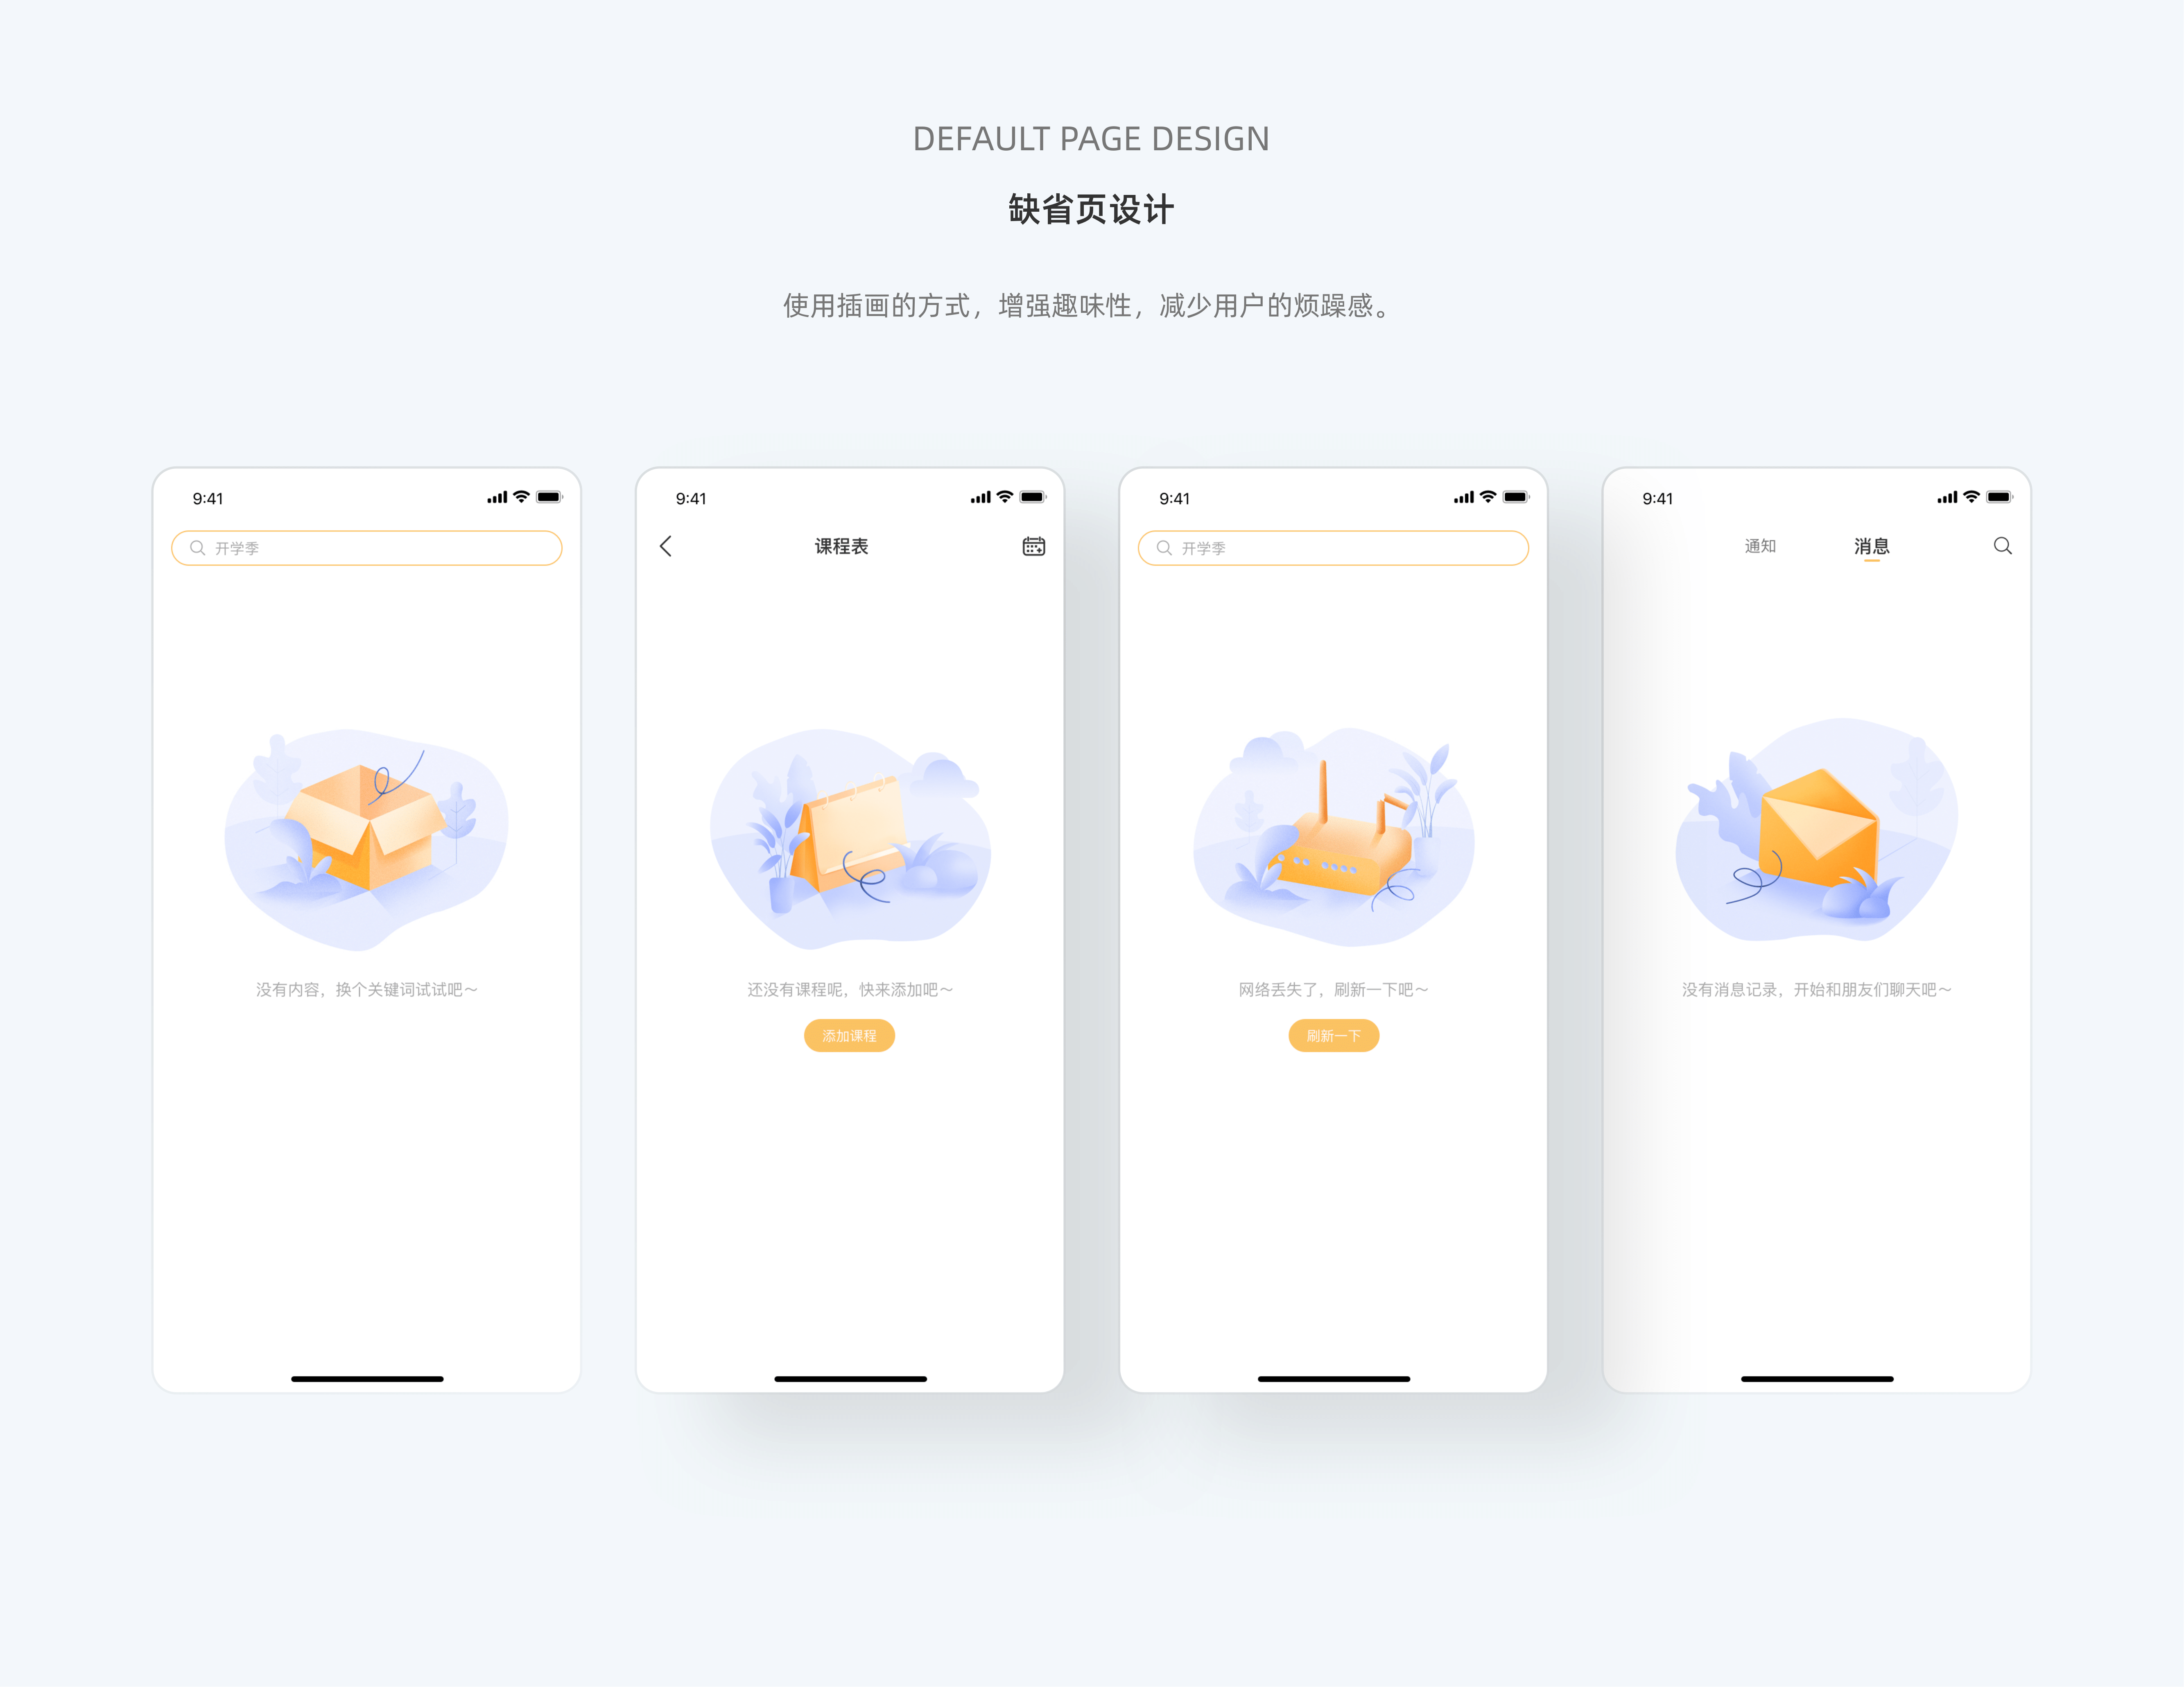 DEFAULT PAGE DESIGN
缺省页设计
使用插画的方式，增强趣味性，减少用户的烦躁感。
9:41
开学季
没有内容，换个关键词试试吧～
9:41
课程表
还没有课程呢，快来添加吧～
添加课程
9:41
开学季
网络丢失了，刷新一下吧～
刷新一下
9:41
通知 消息
没有消息记录，开始和朋友们聊天吧～